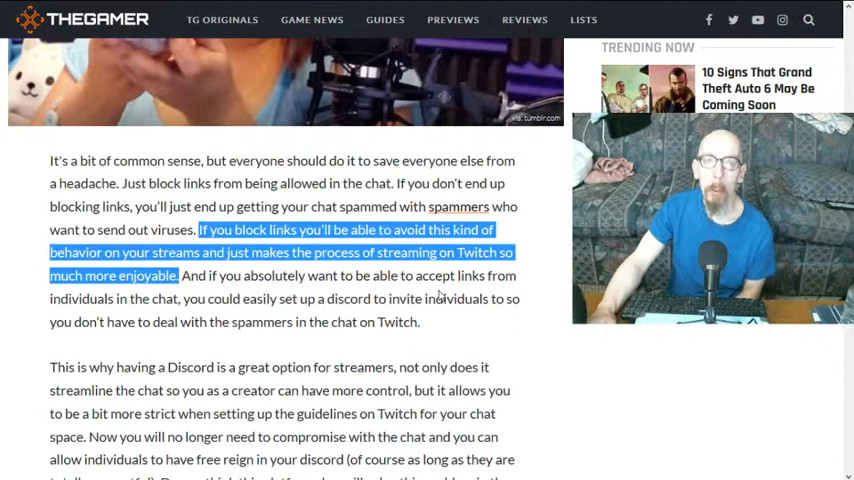 THEGAMER
TG ORIGINALS GAME NEWS GUIDES PREVIEWS REVIEWS LISTS
TRENDING NOW
10 Signs That Grand
Theft Auto 6 May Be
Coming Soon
via: tumblr.com
It's a bit of common sense, but everyone should do it to save everyone else from
a headache. Just block links from being allowed in the chat. If you don't end up
blocking links, you'll just end up getting your chat spammed with spammers who
want to send out viruses. If you block links you'll be able to avoid this kind of
behavior on your streams and just makes the process of streaming on Twitch so
much more enjoyable. And if you absolutely want to be able to accept links from
individuals in the chat, you could easily set up a discord to invite individuals to so
you don't have to deal with the spammers in the chat on Twitch.
This is why having a Discord is a great option for streamers, not only does it
streamline the chat so you as a creator can have more control, but it allows you
to be a bit more strict when setting up the guidelines on Twitch for your chat
space. Now you will no longer need to compromise with the chat and you can
allow individuals to have free reign in your discord (of course as long as they are